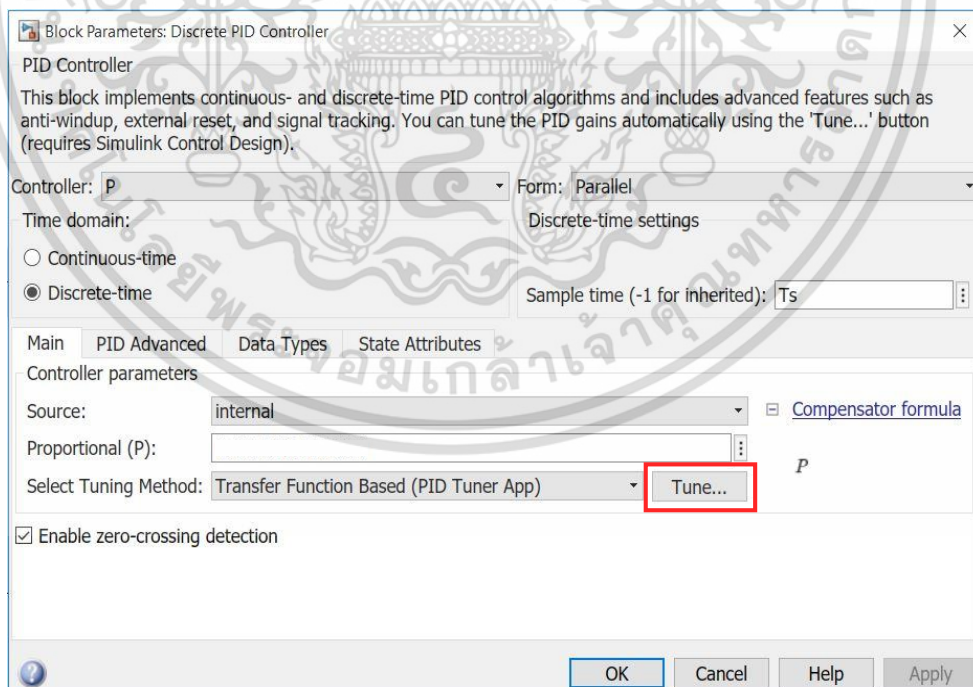 Block Parameters: Discrete PID Controller
PID Controller
This block implements continuous- and discrete-time PID control algorithms and includes advanced features such as
anti-windup, external reset, and signal tracking. You can tune the PID gains automatically using the 'Tune...' button
(requires Simulink Control Design).
Controller: P
Form: Parallel
Time domain:
Discrete-time settings
Continuous-time
Discrete-time
Sample time (-1 for inherited): Ts
Main PID Advanced Data Types State Attributes
Controller parameters
Source: internal
Compensator formula
Proportional (P):
P
Select Tuning Method: Transfer Function Based (PID Tuner App) Tune...
Enable zero-crossing detection
OK Cancel Help Apply